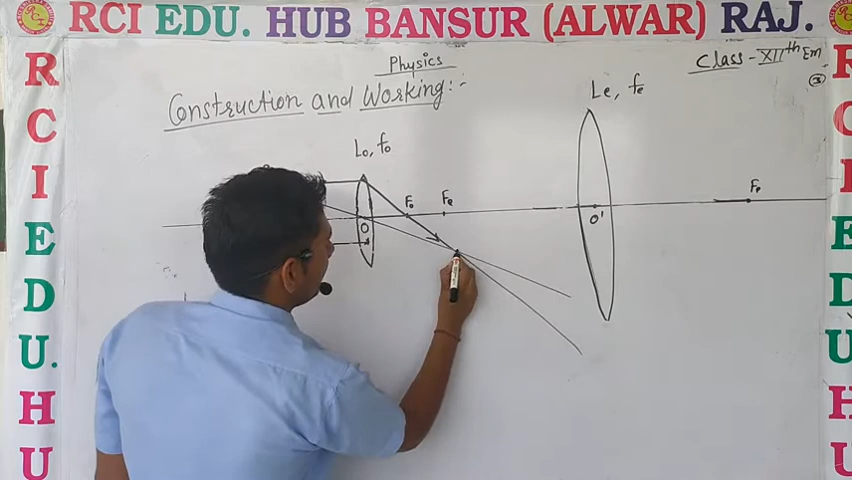 RCI EDU. HUB BANSUR (ALWAR) RAJ.
Physics
Class - XIIth Em
③
Construction and Working :-
Le, fe
Lo, fo
Fo
Fe
Fe
O
O'
R
C
I
E
D
U.
H
U
R
C
I
E
D
U
H
U